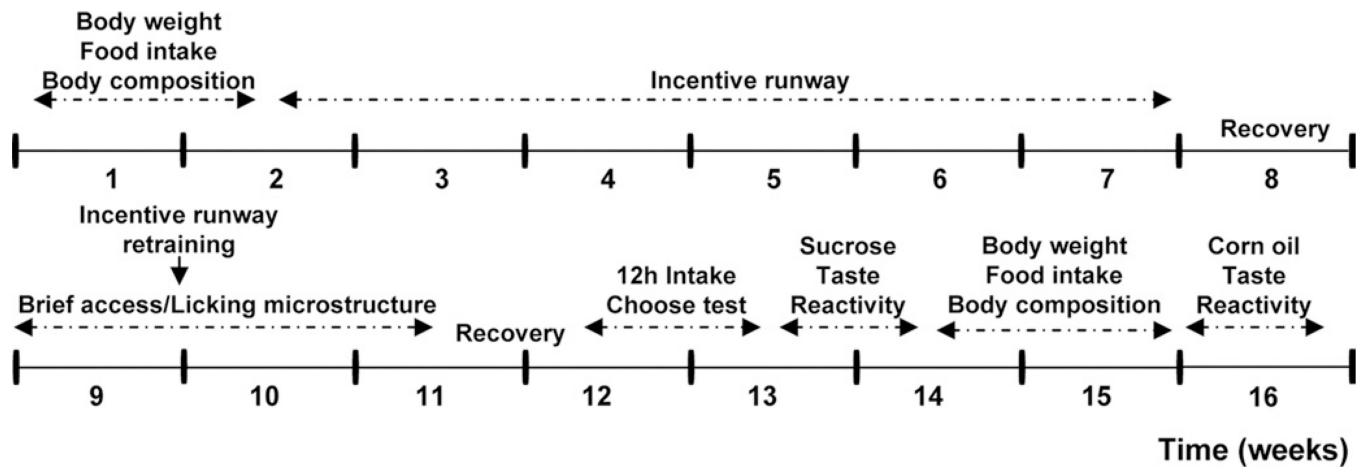 Body weight
Food intake
Body composition
Incentive runway
Recovery
1 2 3 4 5 6 7 8
Incentive runway
retraining
Brief access/Licking microstructure
Recovery
12h Intake
Choose test
Sucrose
Taste
Reactivity
Body weight
Food intake
Body composition
Corn oil
Taste
Reactivity
9 10 11 12 13 14 15 16
Time (weeks)